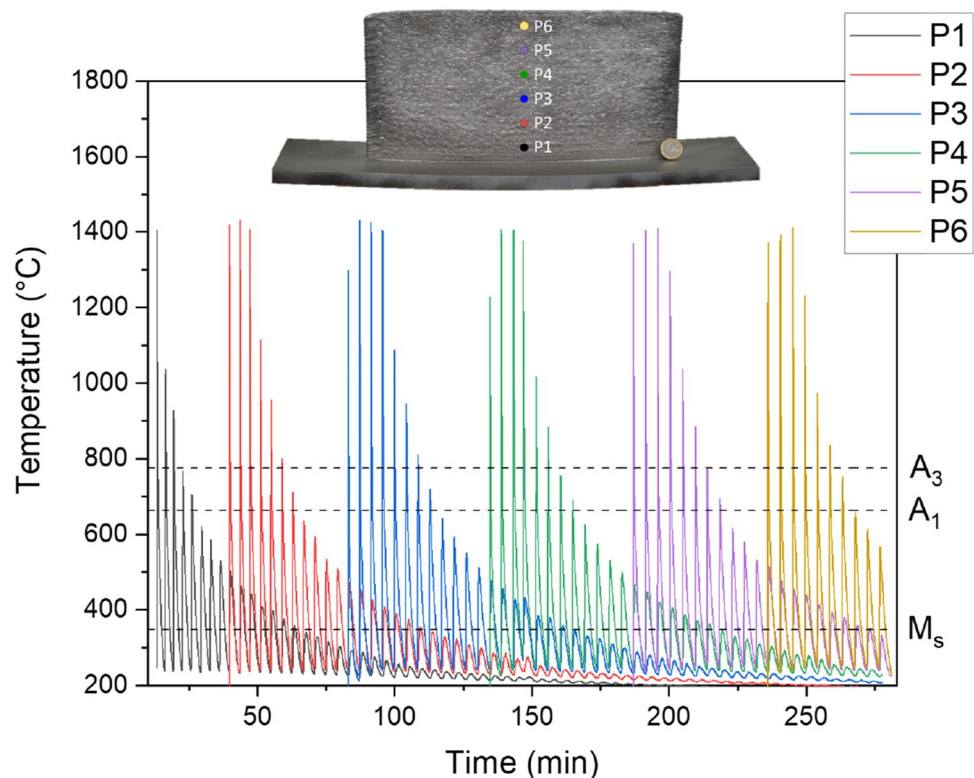 P6
P5
P4
P3
P2
P1
P1
P2
P3
P4
P5
P6
1800
1600
1400
1200
1000
800
600
400
200
Temperature (°C)
A₃
A₁
Mₛ
50
100
150
200
250
Time (min)